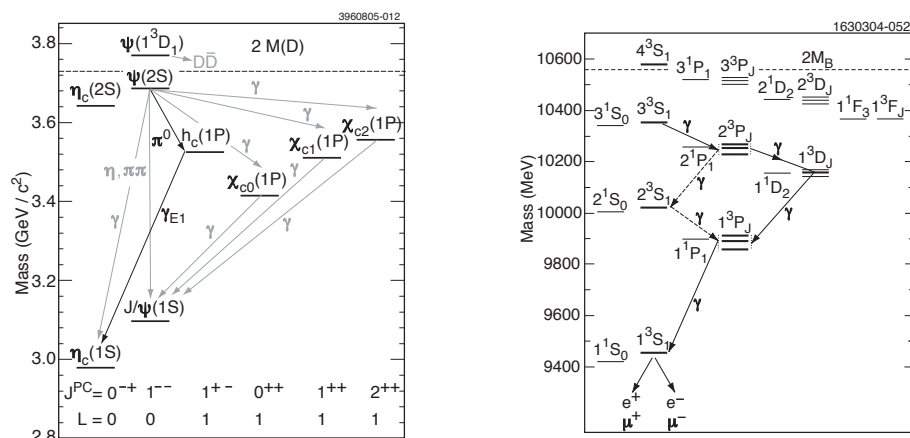 3960805-012
3.8
3.6
3.4
3.2
3.0
2.8
Mass (GeV / c²)
ψ(1³D₁)
2 M(D)
DD̅
η_c(2S)
ψ(2S)
γ
π⁰
h_c(1P)
γ
χ_c1(1P)
χ_c2(1P)
η, ππ
γ
χ_c0(1P)
γ
γ
γ_E1
γ
γ
J/ψ(1S)
η_c(1S)
J^PC = 0⁻⁺ 1⁻⁻ 1⁺⁻ 0⁺⁺ 1⁺⁺ 2⁺⁺
L = 0 0 1 1 1 1
1630304-052
10600
10400
10200
10000
9800
9600
9400
Mass (MeV)
4³S₁
3¹P₁
3³P_J
2M_B
2¹D₂
2³D_J
1¹F₃
1³F_J
3¹S₀
3³S₁
γ
2³P_J
γ
2¹P₁
1³D_J
1¹D₂
γ
2¹S₀
2³S₁
γ
1³P_J
γ
1¹P₁
γ
1¹S₀
1³S₁
e⁺ e⁻
μ⁺ μ⁻